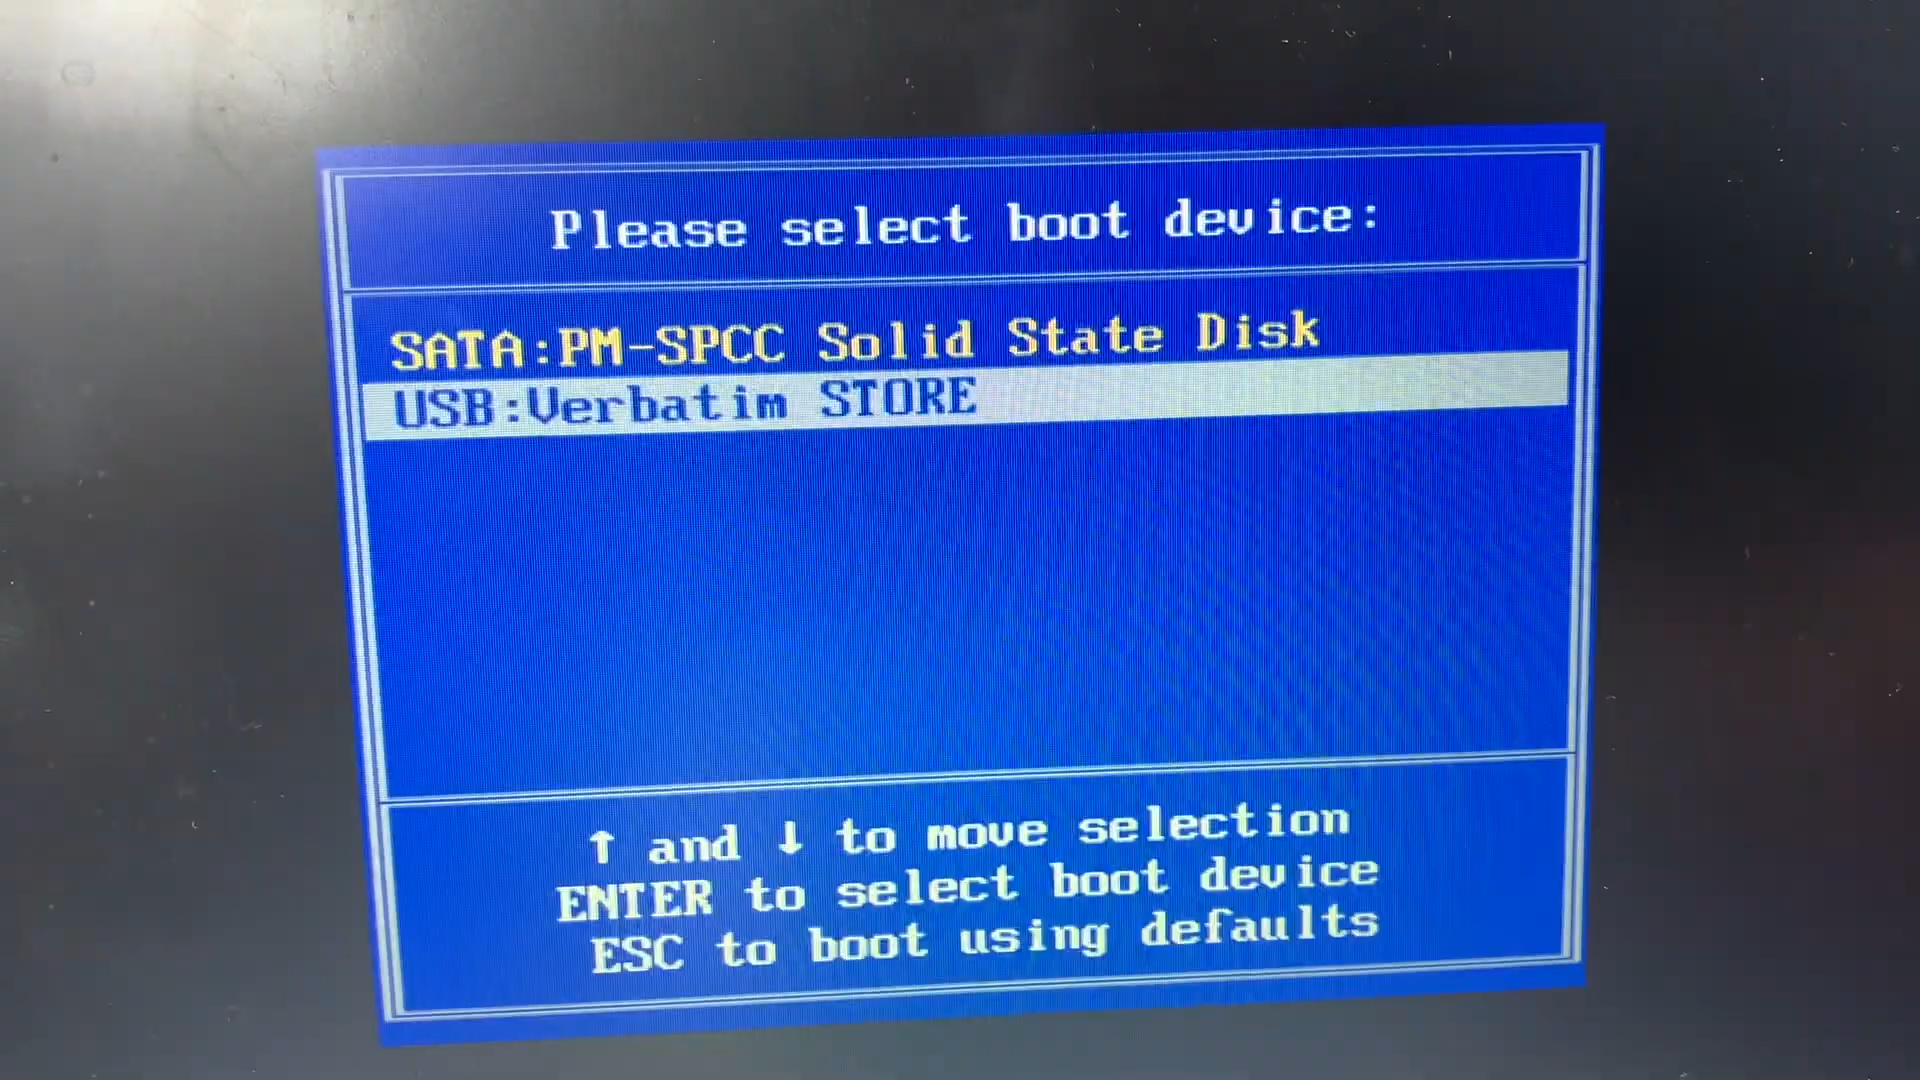 Please select boot device:
SATA:PM-SPCC Solid State Disk
USB:Verbatim STORE
↑ and ↓ to move selection
ENTER to select boot device
ESC to boot using defaults